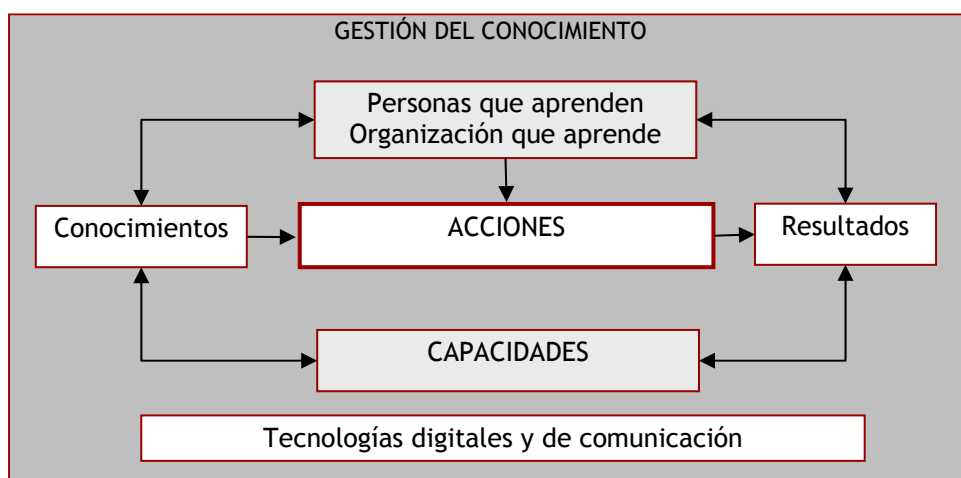 GESTIÓN DEL CONOCIMIENTO
Personas que aprenden
Organización que aprende
Conocimientos
ACCIONES
Resultados
CAPACIDADES
Tecnologías digitales y de comunicación